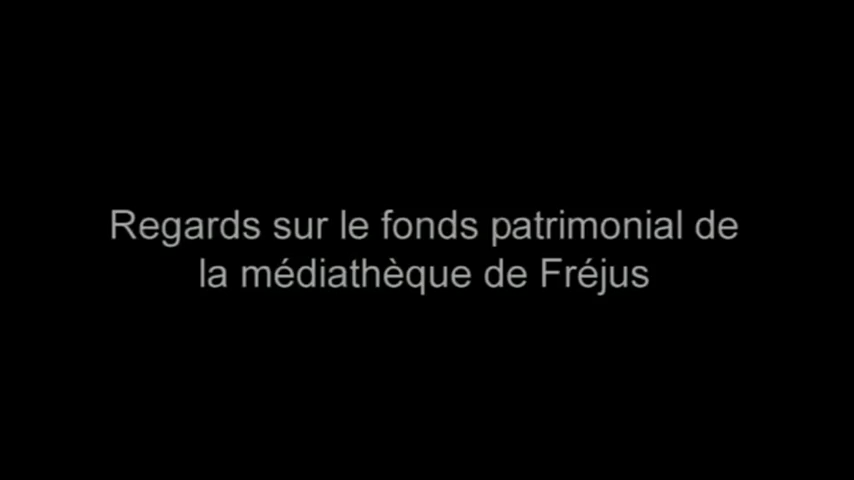 Regards sur le fonds patrimonial de
la médiathèque de Fréjus